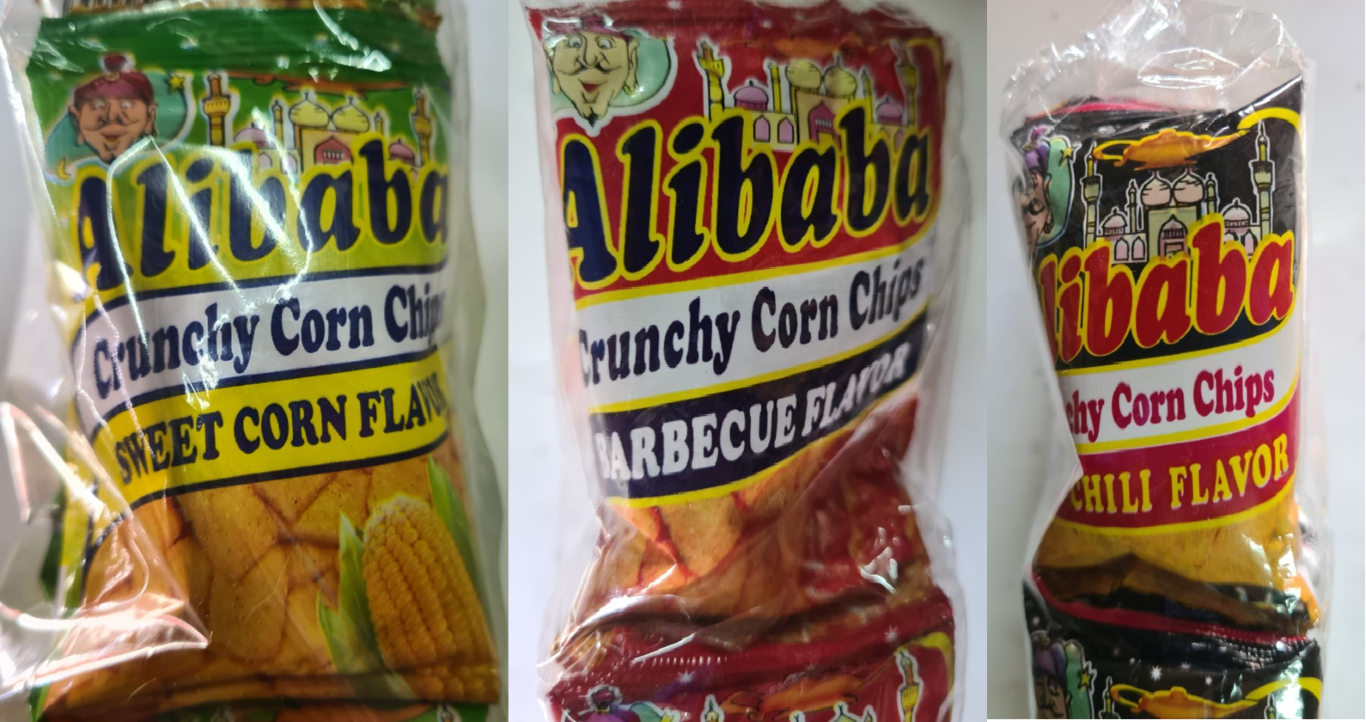 Alibaba
Crunchy Corn Chips
SWEET CORN FLAVOR
Alibaba
Crunchy Corn Chips
BARBECUE FLAVOR
libaba
chy Corn Chips
CHILI FLAVOR